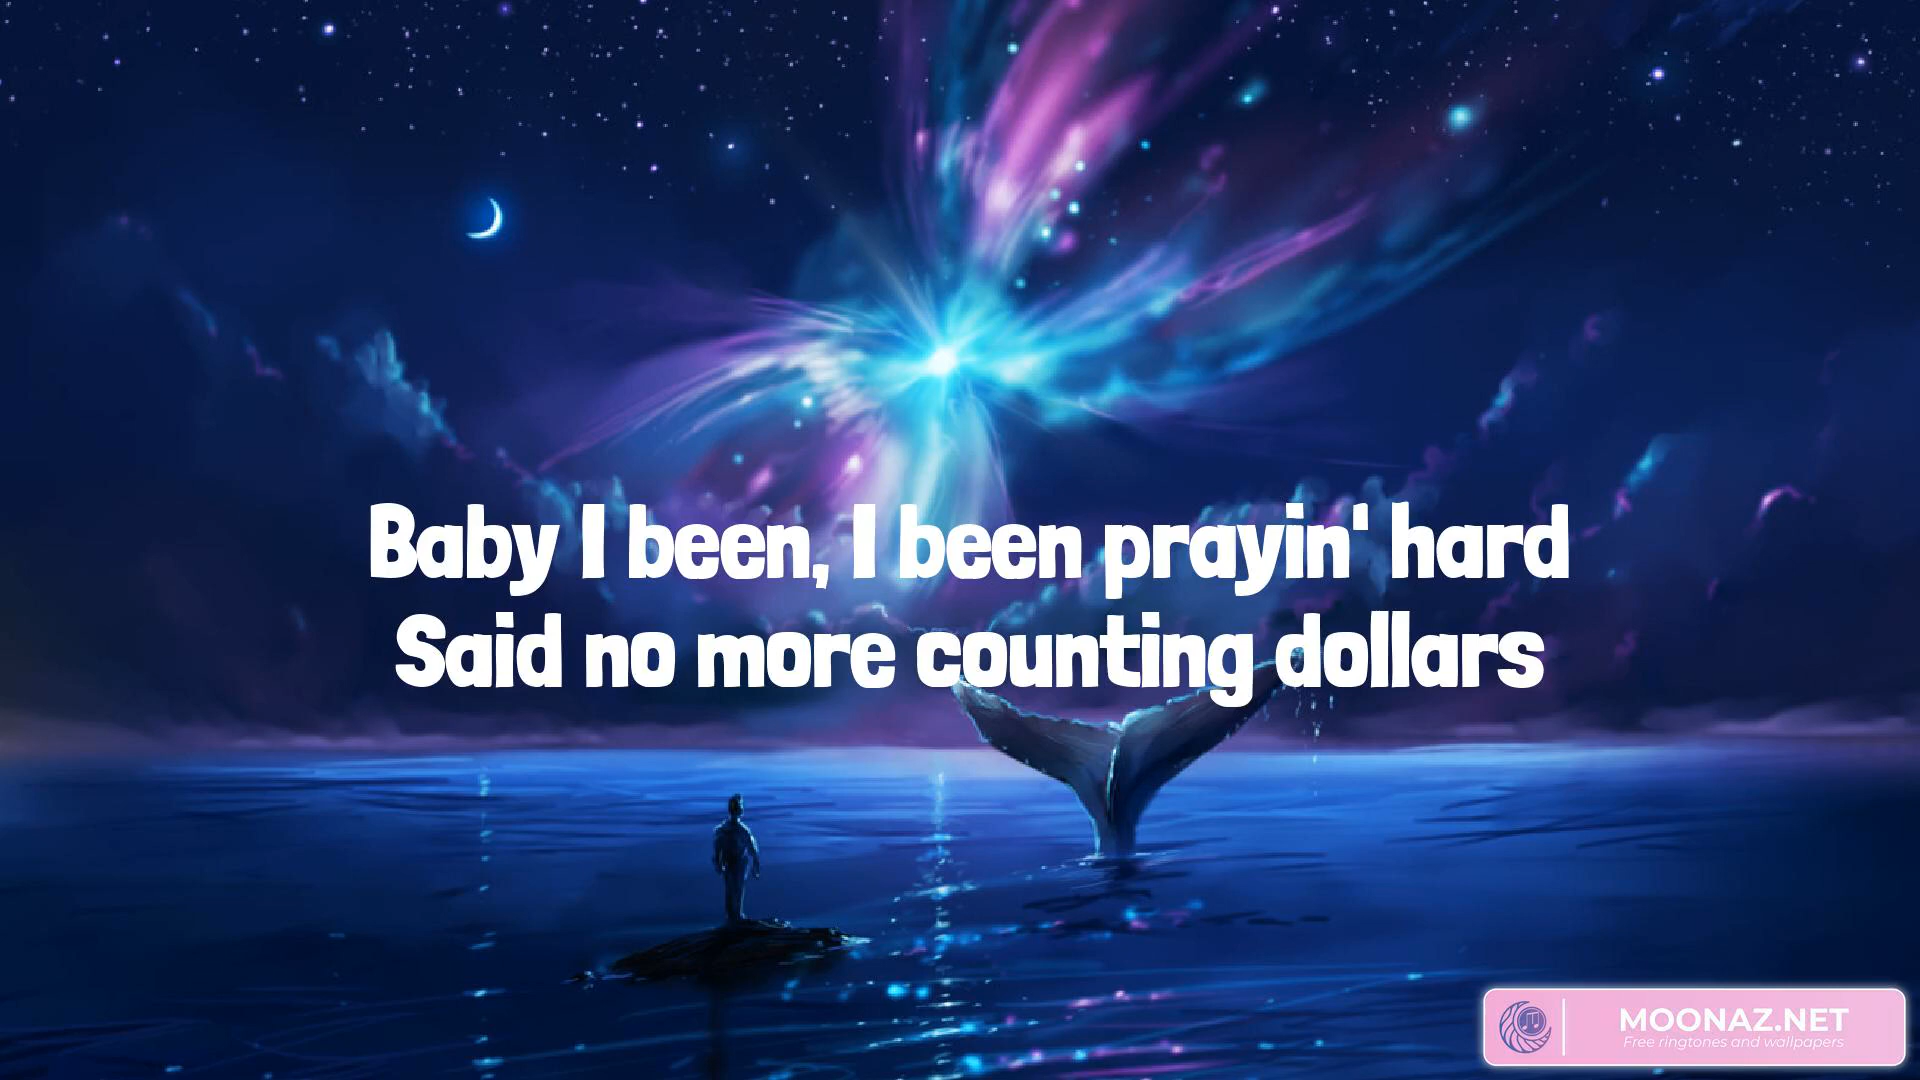 Baby I been, I been prayin' hard
Said no more counting dollars
MOONAZ.NET
Free ringtones and wallpapers